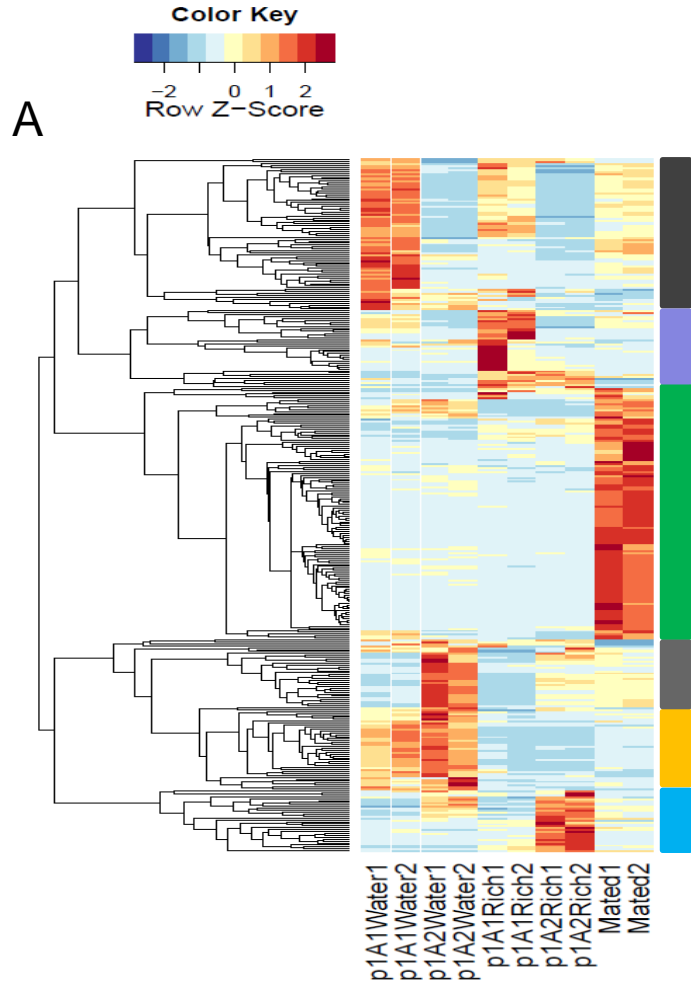 Color Key
−2 0 1 2
Row Z−Score
A
p1A1Water1
p1A1Water2
p1A2Water1
p1A2Water2
p1A1Rich1
p1A1Rich2
p1A2Rich1
p1A2Rich2
Mated1
Mated2